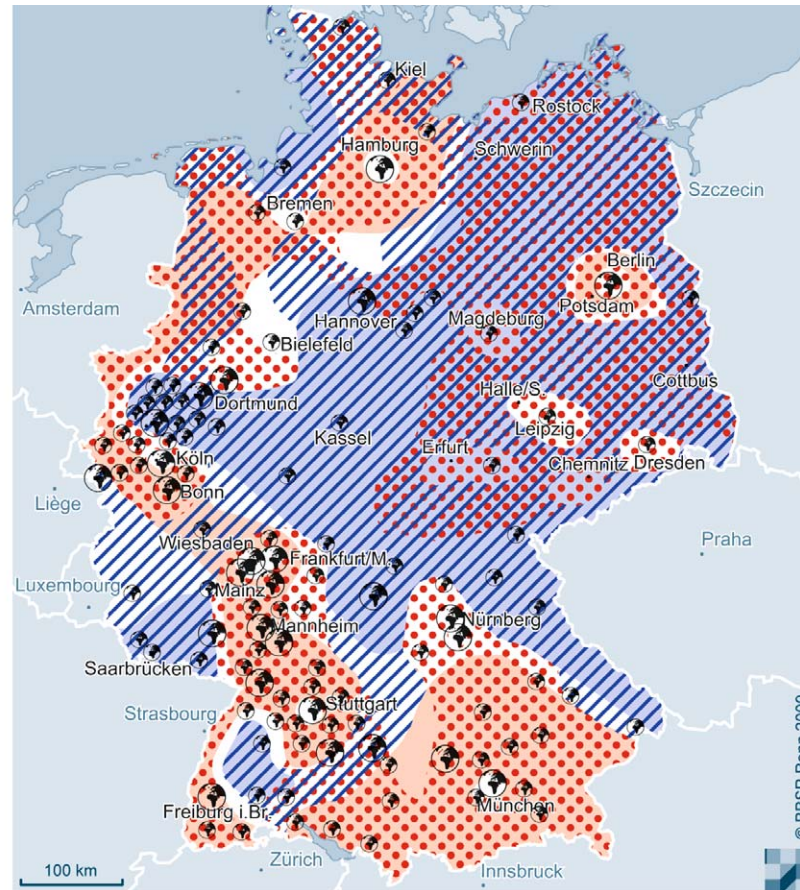 Kiel
Rostock
Hamburg
Schwerin
Szczecin
Bremen
Berlin
Amsterdam
Hannover
Potsdam
Magdeburg
Bielefeld
Halle/S.
Cottbus
Dortmund
Leipzig
Kassel
Erfurt
Köln
Chemnitz
Dresden
Bonn
Liège
Wiesbaden
Praha
Frankfurt/M.
Luxembourg
Mainz
Mannheim
Nürnberg
Saarbrücken
Stuttgart
Strasbourg
München
Freiburg i.Br.
100 km
Zürich
Innsbruck